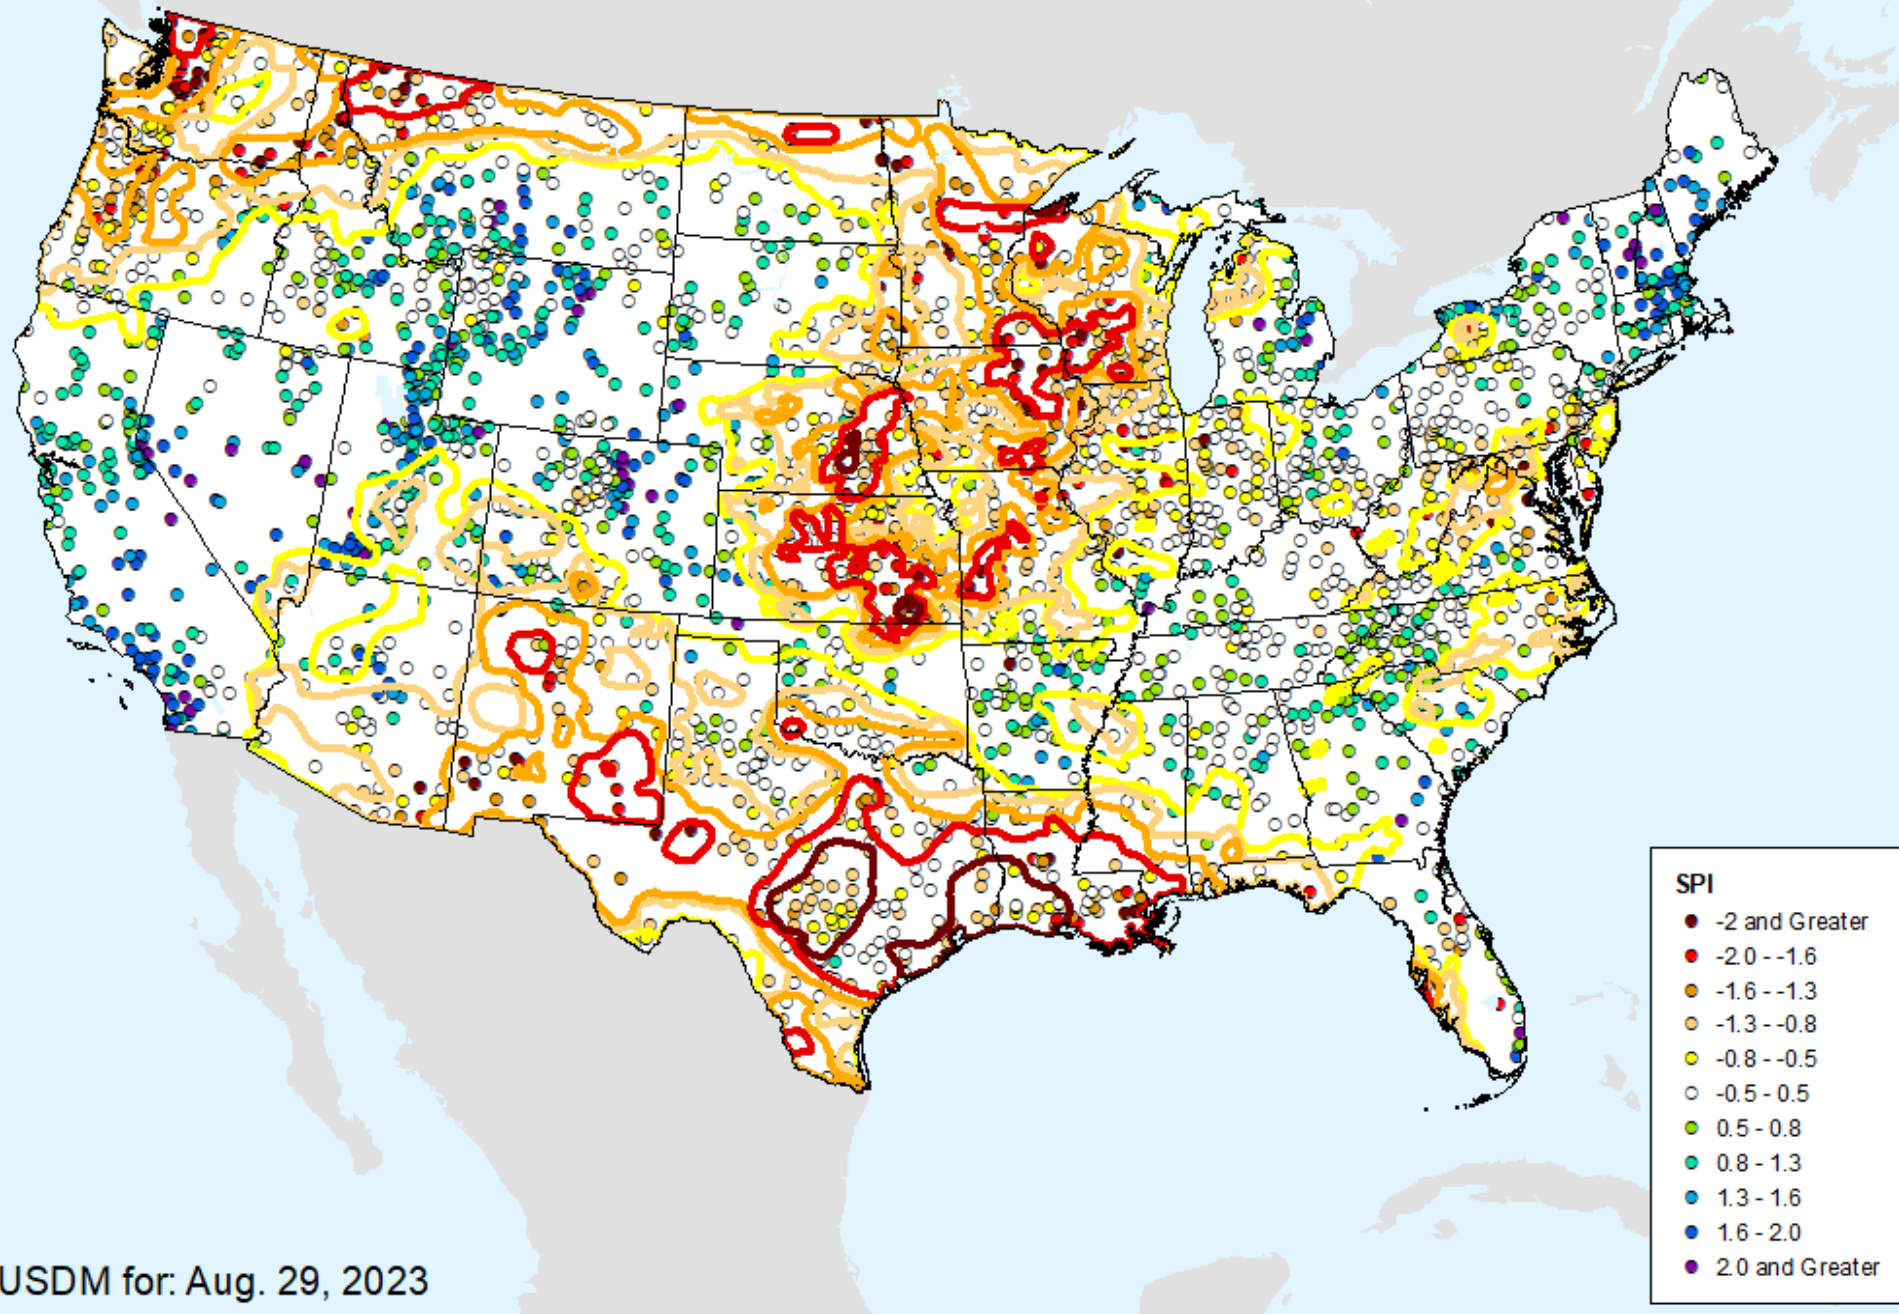 SPI
-2 and Greater
-2.0 - -1.6
-1.6 - -1.3
-1.3 - -0.8
-0.8 - -0.5
-0.5 - 0.5
0.5 - 0.8
0.8 - 1.3
1.3 - 1.6
1.6 - 2.0
2.0 and Greater
USDM for: Aug. 29, 2023